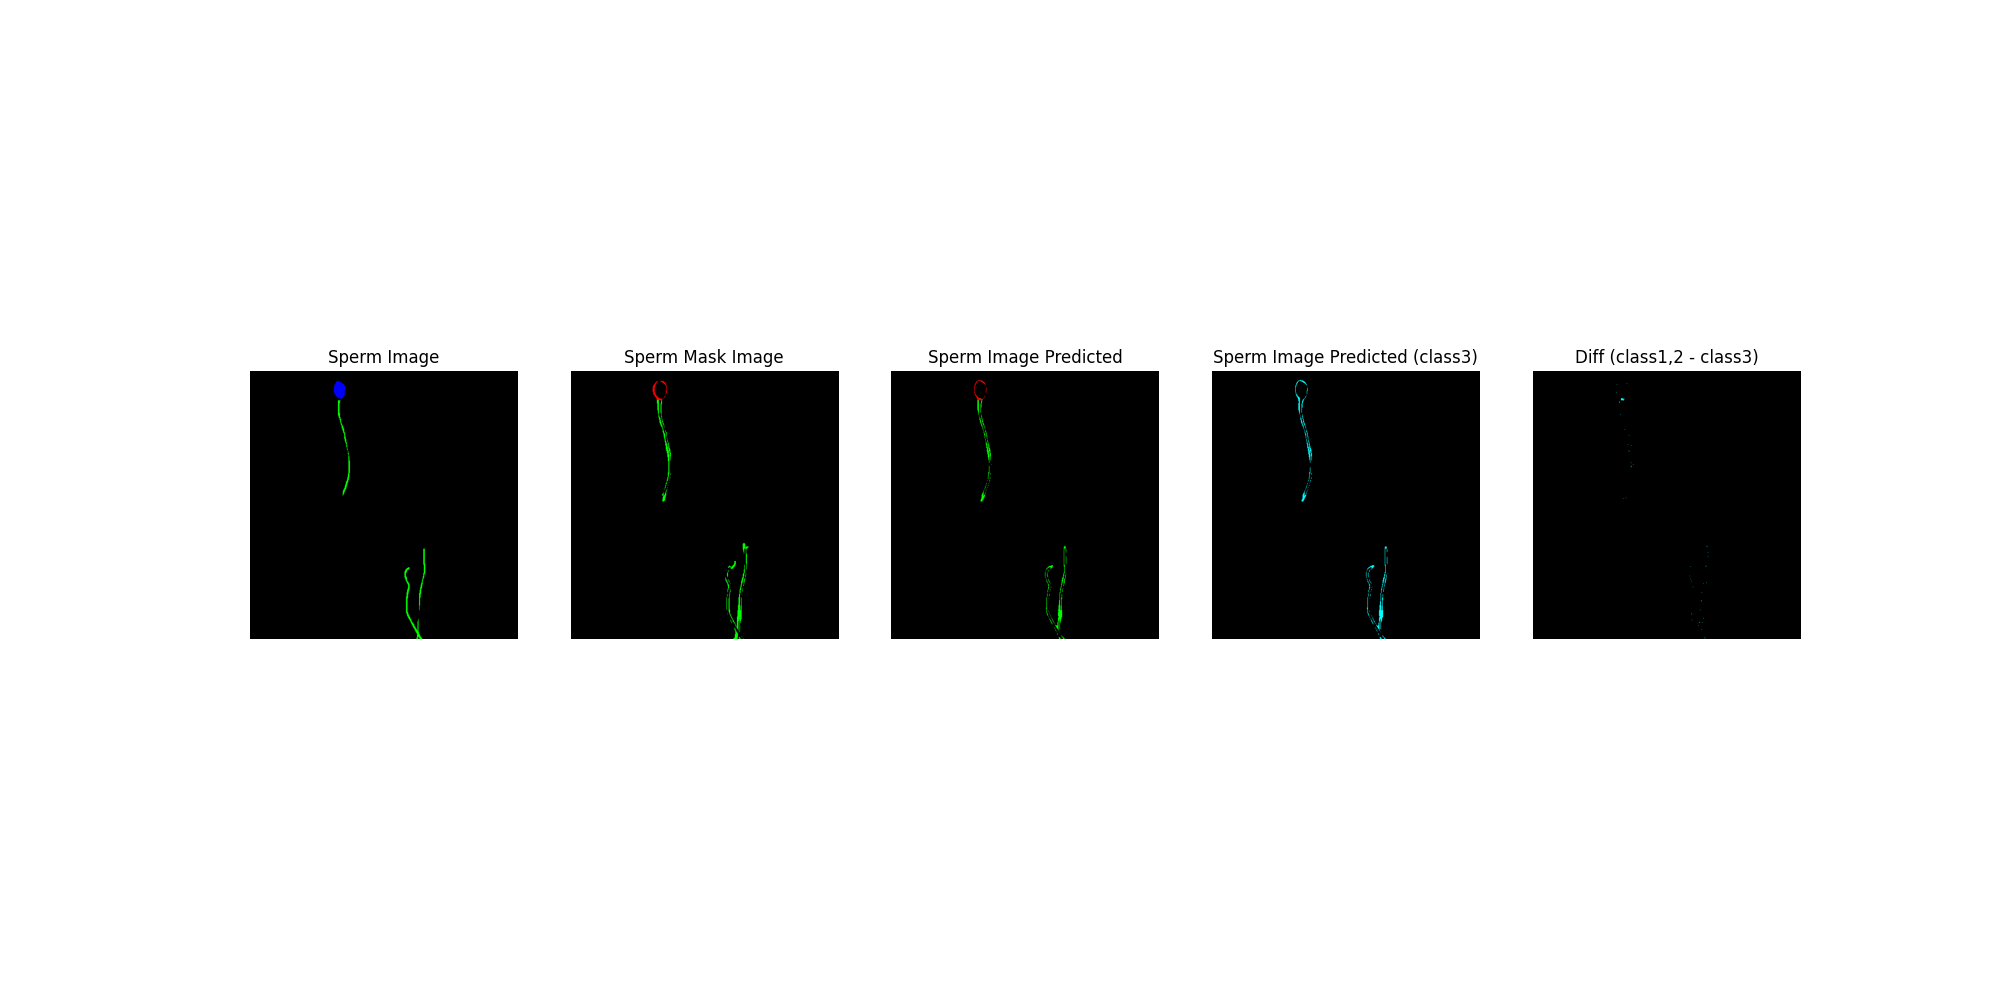 Sperm Image
Sperm Mask Image
Sperm Image Predicted
Sperm Image Predicted (class3)
Diff (class1,2 - class3)